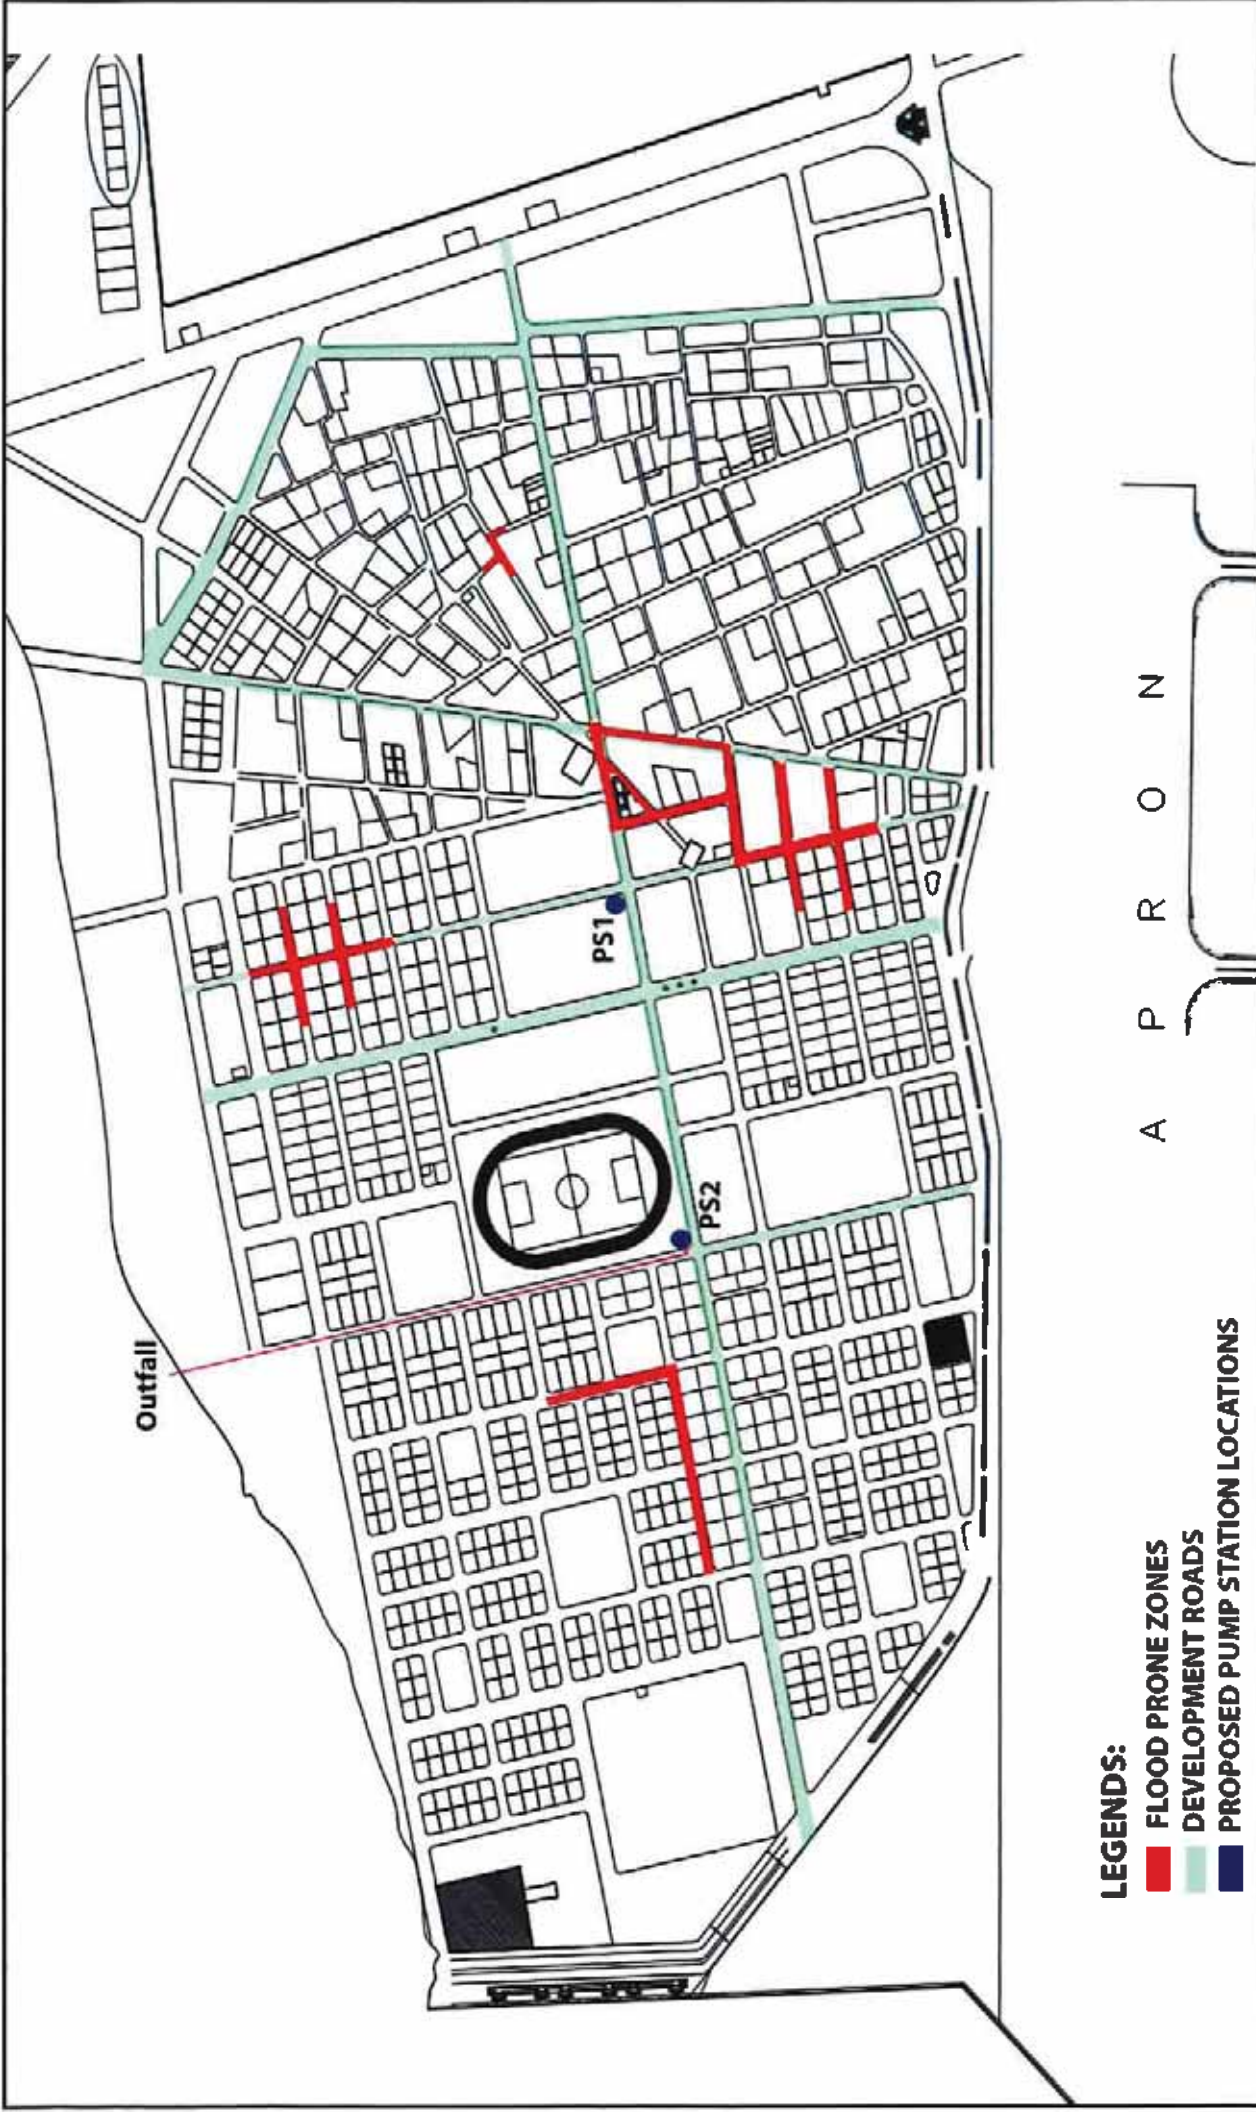 Outfall
PS1
PS2
A P R O N
LEGENDS:
FLOOD PRONE ZONES
DEVELOPMENT ROADS
PROPOSED PUMP STATION LOCATIONS